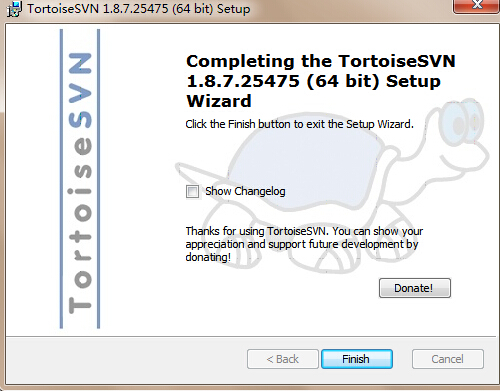 TortoiseSVN 1.8.7.25475 (64 bit) Setup
TortoiseSVN
Completing the TortoiseSVN
1.8.7.25475 (64 bit) Setup
Wizard
Click the Finish button to exit the Setup Wizard.
Show Changelog
Thanks for using TortoiseSVN. You can show your
appreciation and support future development by
donating!
Donate!
< Back
Finish
Cancel